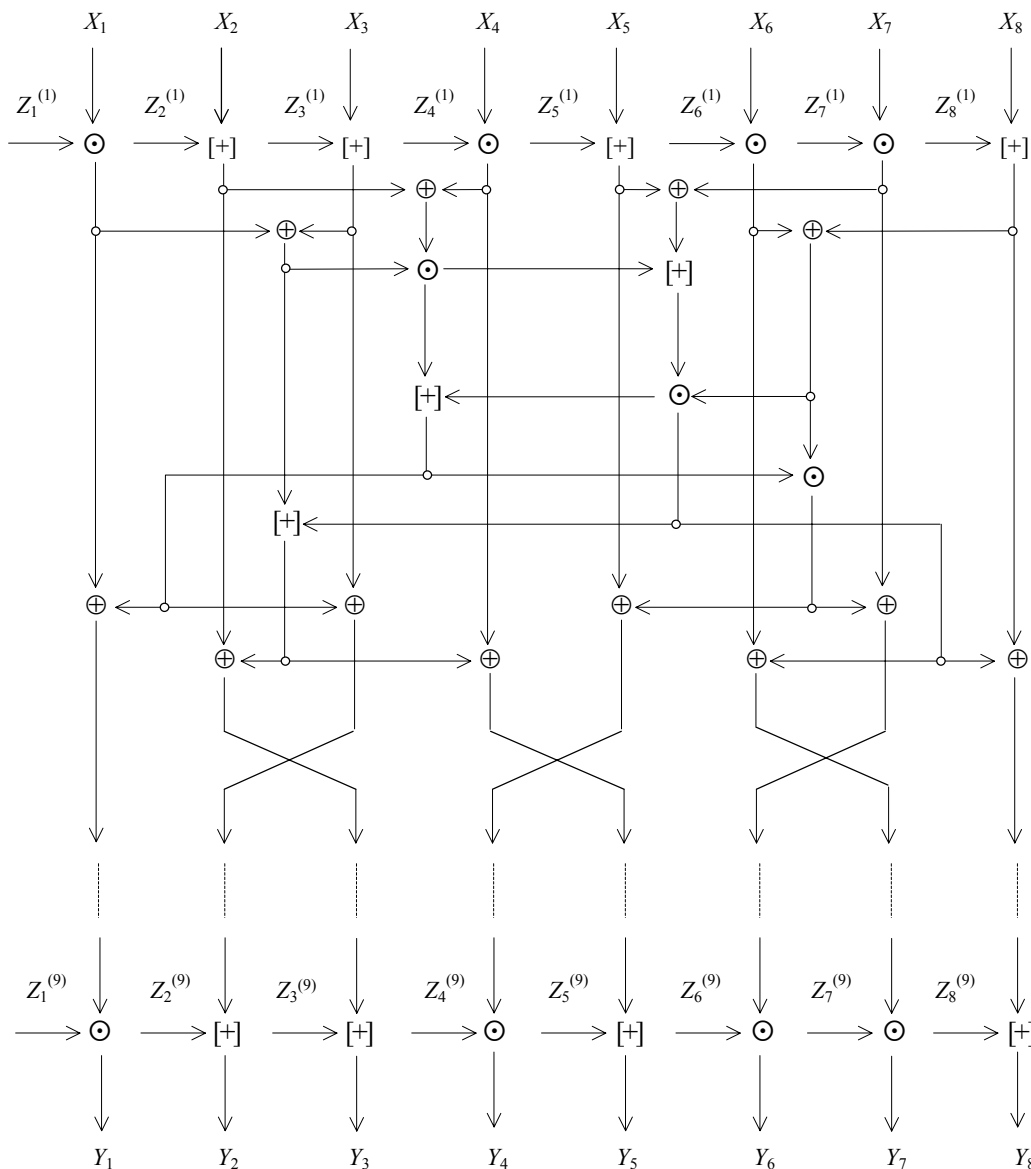 X₁ X₂ X₃ X₄ X₅ X₆ X₇ X₈
Z₁⁽¹⁾ Z₂⁽¹⁾ Z₃⁽¹⁾ Z₄⁽¹⁾ Z₅⁽¹⁾ Z₆⁽¹⁾ Z₇⁽¹⁾ Z₈⁽¹⁾
⊙ [+] [+] ⊙ [+] ⊙ ⊙ [+]
⊕ ⊕
⊕ ⊕
⊙ [+]
[+] ⊙
⊙
[+]
⊕ ⊕ ⊕ ⊕
⊕ ⊕ ⊕ ⊕
Z₁⁽⁹⁾ Z₂⁽⁹⁾ Z₃⁽⁹⁾ Z₄⁽⁹⁾ Z₅⁽⁹⁾ Z₆⁽⁹⁾ Z₇⁽⁹⁾ Z₈⁽⁹⁾
⊙ [+] [+] ⊙ [+] ⊙ ⊙ [+]
Y₁ Y₂ Y₃ Y₄ Y₅ Y₆ Y₇ Y₈